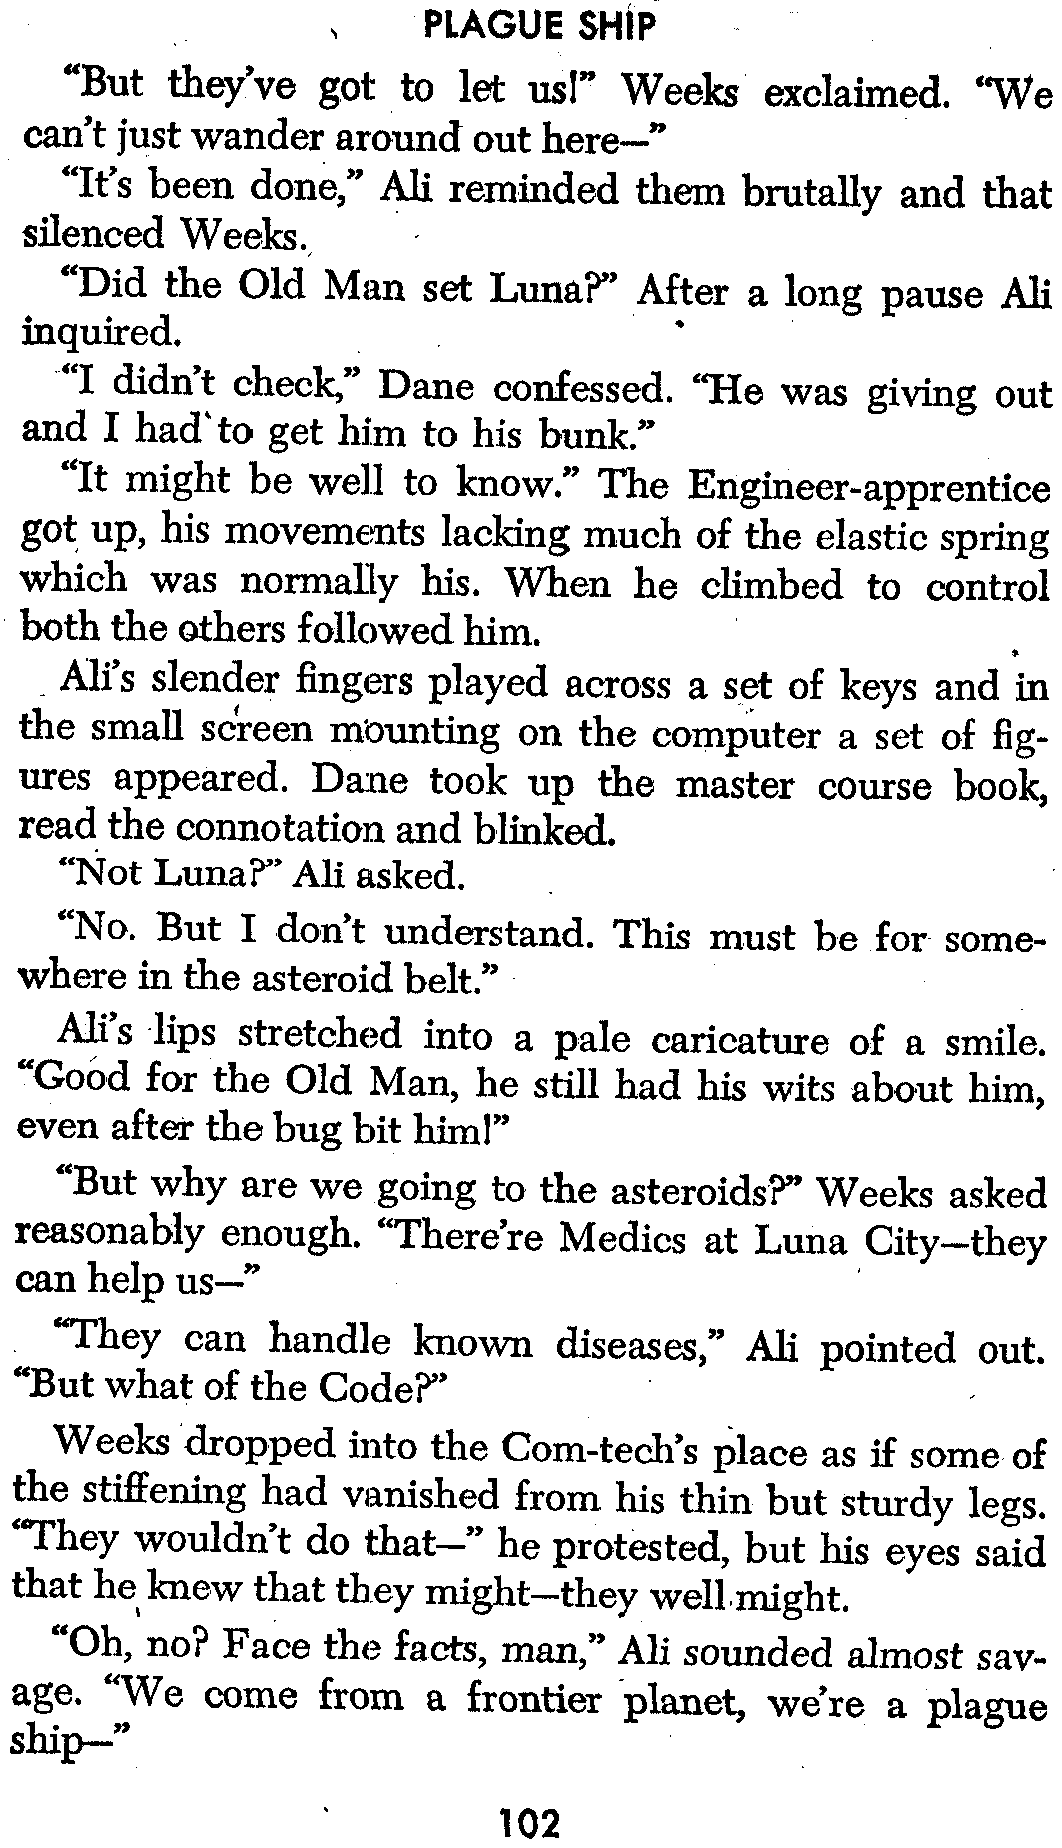 PLAGUE SHIP
“But they’ve got to let us!” Weeks exclaimed. “We
can’t just wander around out here—”
“It’s been done,” Ali reminded them brutally and that
silenced Weeks.
“Did the Old Man set Luna?” After a long pause Ali
inquired.
“I didn’t check,” Dane confessed. “He was giving out
and I had to get him to his bunk.”
“It might be well to know.” The Engineer-apprentice
got up, his movements lacking much of the elastic spring
which was normally his. When he climbed to control
both the others followed him.
Ali’s slender fingers played across a set of keys and in
the small screen mounting on the computer a set of fig-
ures appeared. Dane took up the master course book,
read the connotation and blinked.
“Not Luna?” Ali asked.
“No. But I don’t understand. This must be for some-
where in the asteroid belt.”
Ali’s lips stretched into a pale caricature of a smile.
“Good for the Old Man, he still had his wits about him,
even after the bug bit him!”
“But why are we going to the asteroids?” Weeks asked
reasonably enough. “There’re Medics at Luna City—they
can help us—”
“They can handle known diseases,” Ali pointed out.
“But what of the Code?”
Weeks dropped into the Com-tech’s place as if some of
the stiffening had vanished from his thin but sturdy legs.
“They wouldn’t do that—” he protested, but his eyes said
that he knew that they might—they well might.
“Oh, no? Face the facts, man,” Ali sounded almost sav-
age. “We come from a frontier planet, we’re a plague
ship—”
102